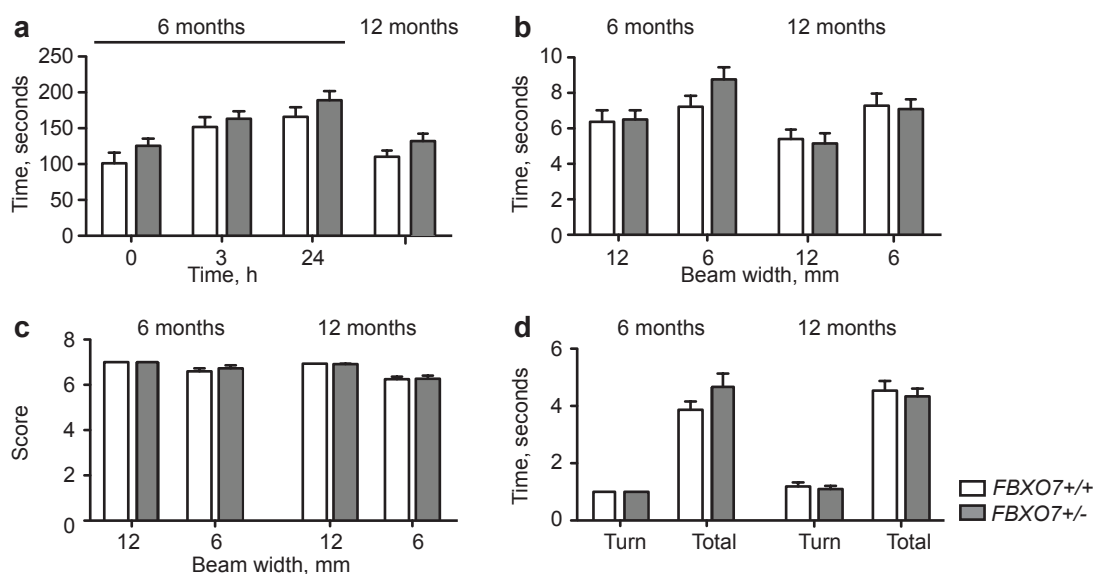 a
6 months
12 months
Time, seconds
250
200
150
100
50
0
0
3
24
Time, h
b
6 months
12 months
Time, seconds
10
8
6
4
2
0
12
6
12
6
Beam width, mm
c
6 months
12 months
Score
8
6
4
2
0
12
6
12
6
Beam width, mm
d
6 months
12 months
Time, seconds
6
4
2
0
Turn
Total
Turn
Total
FBXO7+/+
FBXO7+/-